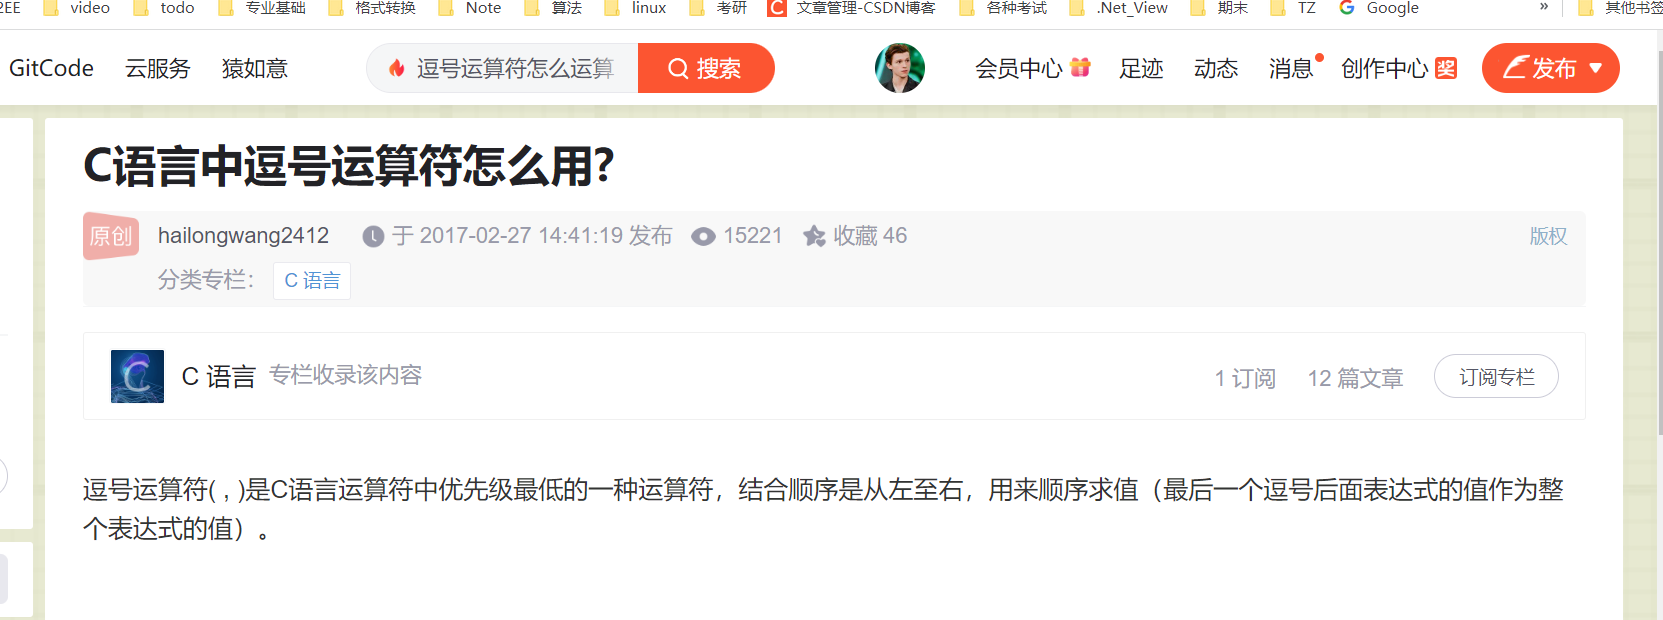 2EE video todo 专业基础 格式转换 Note 算法 linux 考研 C 文章管理-CSDN博客 各种考试 .Net_View 期末 TZ Google » 其他书签
GitCode 云服务 猿如意 逗号运算符怎么运算 搜索 会员中心 足迹 动态 消息 创作中心 奖 发布
C语言中逗号运算符怎么用?
原创 hailongwang2412 于 2017-02-27 14:41:19 发布 15221 收藏 46 版权
分类专栏： C 语言
C C 语言 专栏收录该内容 1 订阅 12 篇文章 订阅专栏
逗号运算符( , )是C语言运算符中优先级最低的一种运算符，结合顺序是从左至右，用来顺序求值（最后一个逗号后面表达式的值作为整
个表达式的值）。